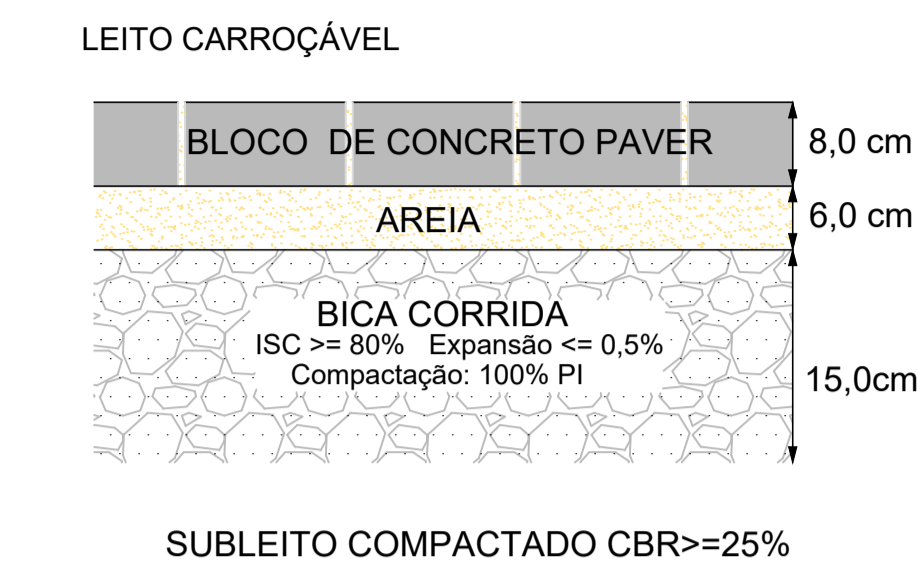 LEITO CARROÇÁVEL
BLOCO DE CONCRETO PAVER
8,0 cm
AREIA
6,0 cm
BICA CORRIDA
ISC >= 80% Expansão <= 0,5%
Compactação: 100% PI
15,0cm
SUBLEITO COMPACTADO CBR>=25%